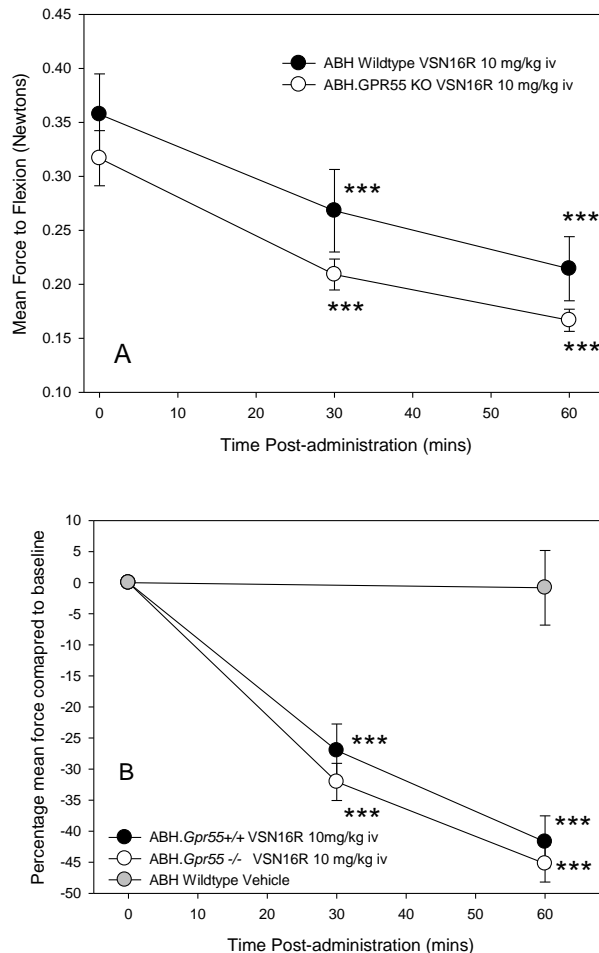 0.45
ABH Wildtype VSN16R 10 mg/kg iv
0.40
ABH.GPR55 KO VSN16R 10 mg/kg iv
0.35
0.30
0.25
0.20
0.15
0.10
Mean Force to Flexion (Newtons)
***
***
***
***
A
0 10 20 30 40 50 60
Time Post-administration (mins)
10
5
0
-5
-10
-15
-20
-25
-30
-35
-40
-45
-50
Percentage mean force comapred to baseline
***
***
***
***
B
ABH.Gpr55+/+ VSN16R 10mg/kg iv
ABH.Gpr55 -/- VSN16R 10 mg/kg iv
ABH Wildtype Vehicle
0 10 20 30 40 50 60
Time Post-administration (mins)